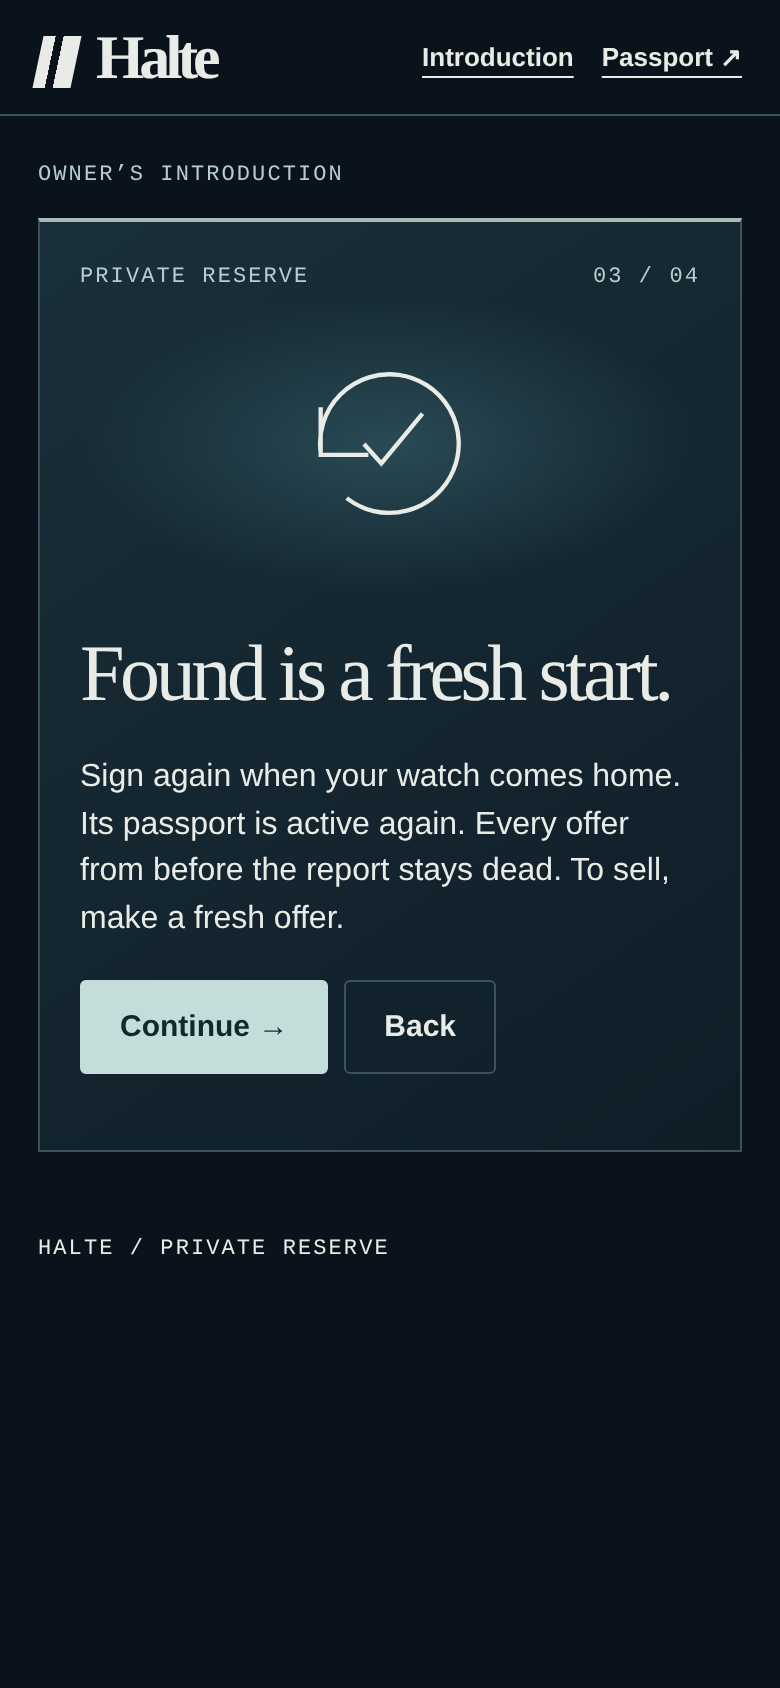 Halte
Introduction
Passport ↗
OWNER’S INTRODUCTION
PRIVATE RESERVE
03 / 04
Found is a fresh start.
Sign again when your watch comes home.
Its passport is active again. Every offer
from before the report stays dead. To sell,
make a fresh offer.
Continue →
Back
HALTE / PRIVATE RESERVE